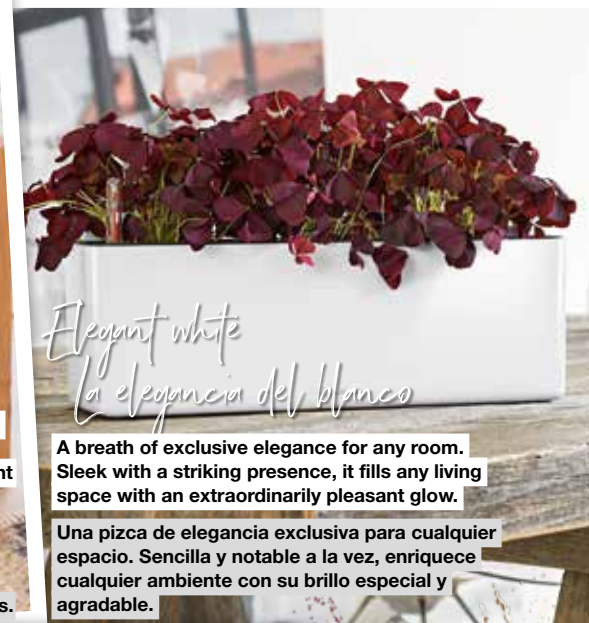 Elegant white
la elegancia del blanco
A breath of exclusive elegance for any room.
Sleek with a striking presence, it fills any living
space with an extraordinarily pleasant glow.
Una pizca de elegancia exclusiva para cualquier
espacio. Sencilla y notable a la vez, enriquece
cualquier ambiente con su brillo especial y
agradable.